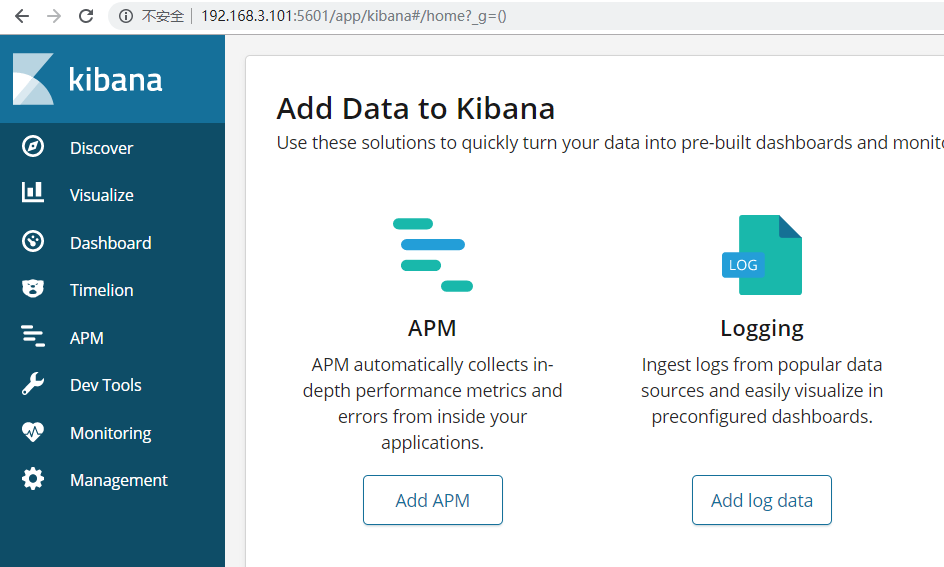 不安全 | 192.168.3.101:5601/app/kibana#/home?_g=()
kibana
Discover
Visualize
Dashboard
Timelion
APM
Dev Tools
Monitoring
Management
Add Data to Kibana
Use these solutions to quickly turn your data into pre-built dashboards and monito
LOG
APM
APM automatically collects in-
depth performance metrics and
errors from inside your
applications.
Add APM
Logging
Ingest logs from popular data
sources and easily visualize in
preconfigured dashboards.
Add log data